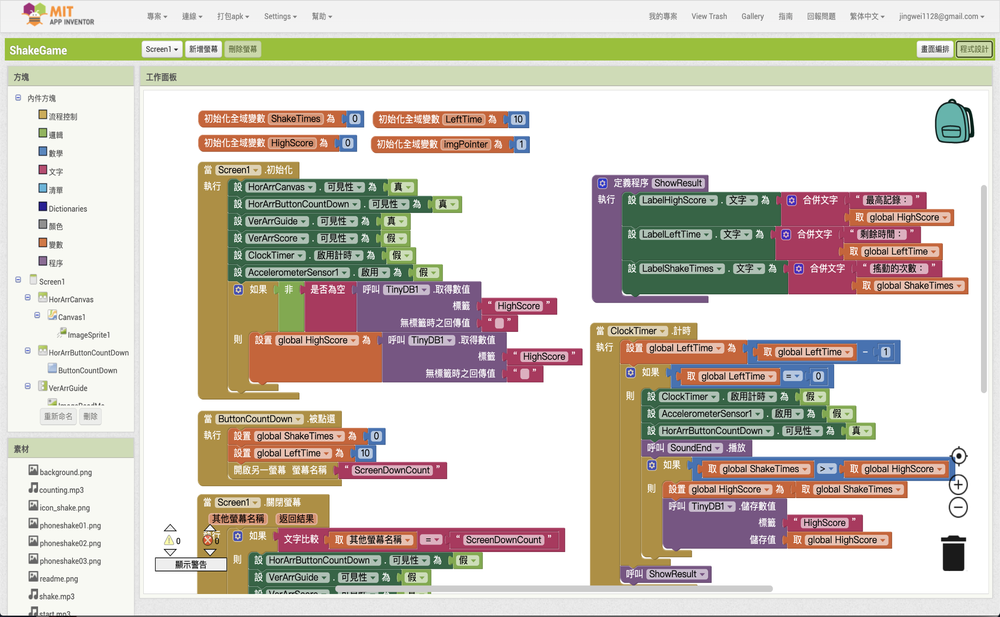 MIT
APP INVENTOR
專案 連線 打包apk Settings 幫助 我的專案 View Trash Gallery 指南 回報問題 繁体中文 jingwei1128@gmail.com
ShakeGame Screen1 新增螢幕 刪除螢幕 畫面編排 程式設計
方塊
內件方塊
流程控制
邏輯
數學
文字
清單
Dictionaries
顏色
變數
程序
Screen1
HorArrCanvas
Canvas1
ImageSprite1
HorArrButtonCountDown
ButtonCountDown
VerArrGuide
ImageReadMe
重新命名 刪除
素材
background.png
counting.mp3
icon_shake.png
phoneshake01.png
phoneshake02.png
phoneshake03.png
readme.png
shake.mp3
start.mp3
工作面板
初始化全域變數 ShakeTimes 為 0
初始化全域變數 LeftTime 為 10
初始化全域變數 HighScore 為 0
初始化全域變數 imgPointer 為 1
當 Screen1 .初始化
執行 設 HorArrCanvas . 可見性 為 真
設 HorArrButtonCountDown . 可見性 為 真
設 VerArrGuide . 可見性 為 真
設 VerArrScore . 可見性 為 假
設 ClockTimer . 啟用計時 為 假
設 AccelerometerSensor1 . 啟用 為 假
如果 非 是否為空 呼叫 TinyDB1 .取得數值
標籤 “ HighScore ”
無標籤時之回傳值 “ ”
則 設置 global HighScore 為 呼叫 TinyDB1 .取得數值
標籤 “ HighScore ”
無標籤時之回傳值 “ ”
當 ButtonCountDown .被點選
執行 設置 global ShakeTimes 為 0
設置 global LeftTime 為 10
開啟另一螢幕 螢幕名稱 “ ScreenDownCount ”
當 Screen1 .關閉螢幕
其他螢幕名稱 返回結果
執行 如果 文字比較 取 其他螢幕名稱 = “ ScreenDownCount ”
則 設 HorArrButtonCountDown . 可見性 為 假
設 VerArrGuide . 可見性 為 假
設 VerArrScore . 可見性 為 真
0 0
顯示警告
定義程序 ShowResult
執行 設 LabelHighScore . 文字 為 合併文字 “ 最高記錄： ”
取 global HighScore
設 LabelLeftTime . 文字 為 合併文字 “ 剩餘時間： ”
取 global LeftTime
設 LabelShakeTimes . 文字 為 合併文字 “ 搖動的次數： ”
取 global ShakeTimes
當 ClockTimer .計時
執行 設置 global LeftTime 為 取 global LeftTime - 1
如果 取 global LeftTime = 0
則 設 ClockTimer . 啟用計時 為 假
設 AccelerometerSensor1 . 啟用 為 假
設 HorArrButtonCountDown . 可見性 為 真
呼叫 SoundEnd .播放
如果 取 global ShakeTimes > 取 global HighScore
則 設置 global HighScore 為 取 global ShakeTimes
呼叫 TinyDB1 .儲存數值
標籤 “ HighScore ”
儲存值 取 global HighScore
呼叫 ShowResult